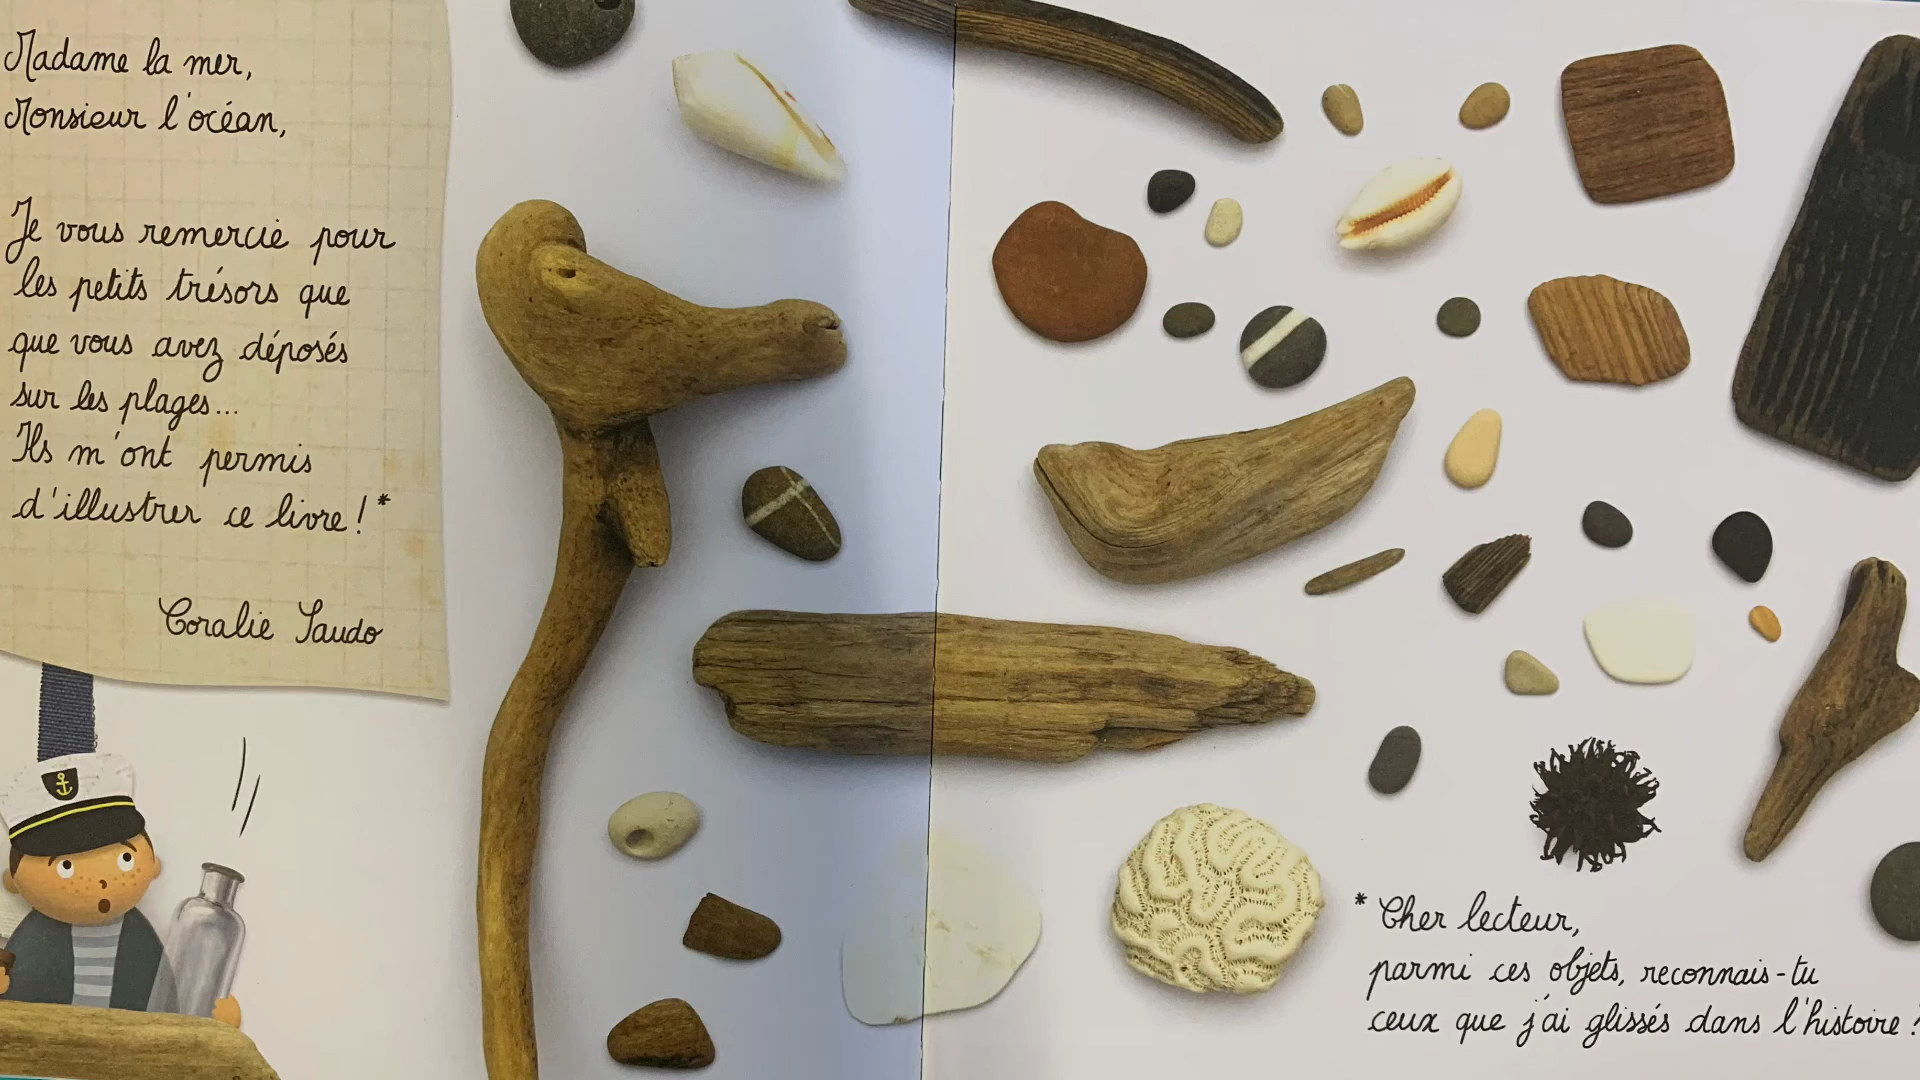 Madame la mer,
Monsieur l'océan,
Je vous remercie pour
les petits trésors que
que vous avez déposés
sur les plages...
Ils m'ont permis
d'illustrer ce livre ! *
Coralie Saudo
* Cher lecteur,
parmi ces objets, reconnais-tu
ceux que j'ai glissés dans l'histoire ?